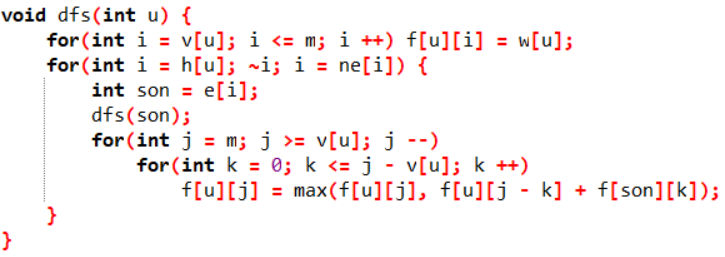 void dfs(int u) {
    for(int i = v[u]; i <= m; i ++) f[u][i] = w[u];
    for(int i = h[u]; ~i; i = ne[i]) {
        int son = e[i];
        dfs(son);
        for(int j = m; j >= v[u]; j --)
            for(int k = 0; k <= j - v[u]; k ++)
                f[u][j] = max(f[u][j], f[u][j - k] + f[son][k]);
    }
}